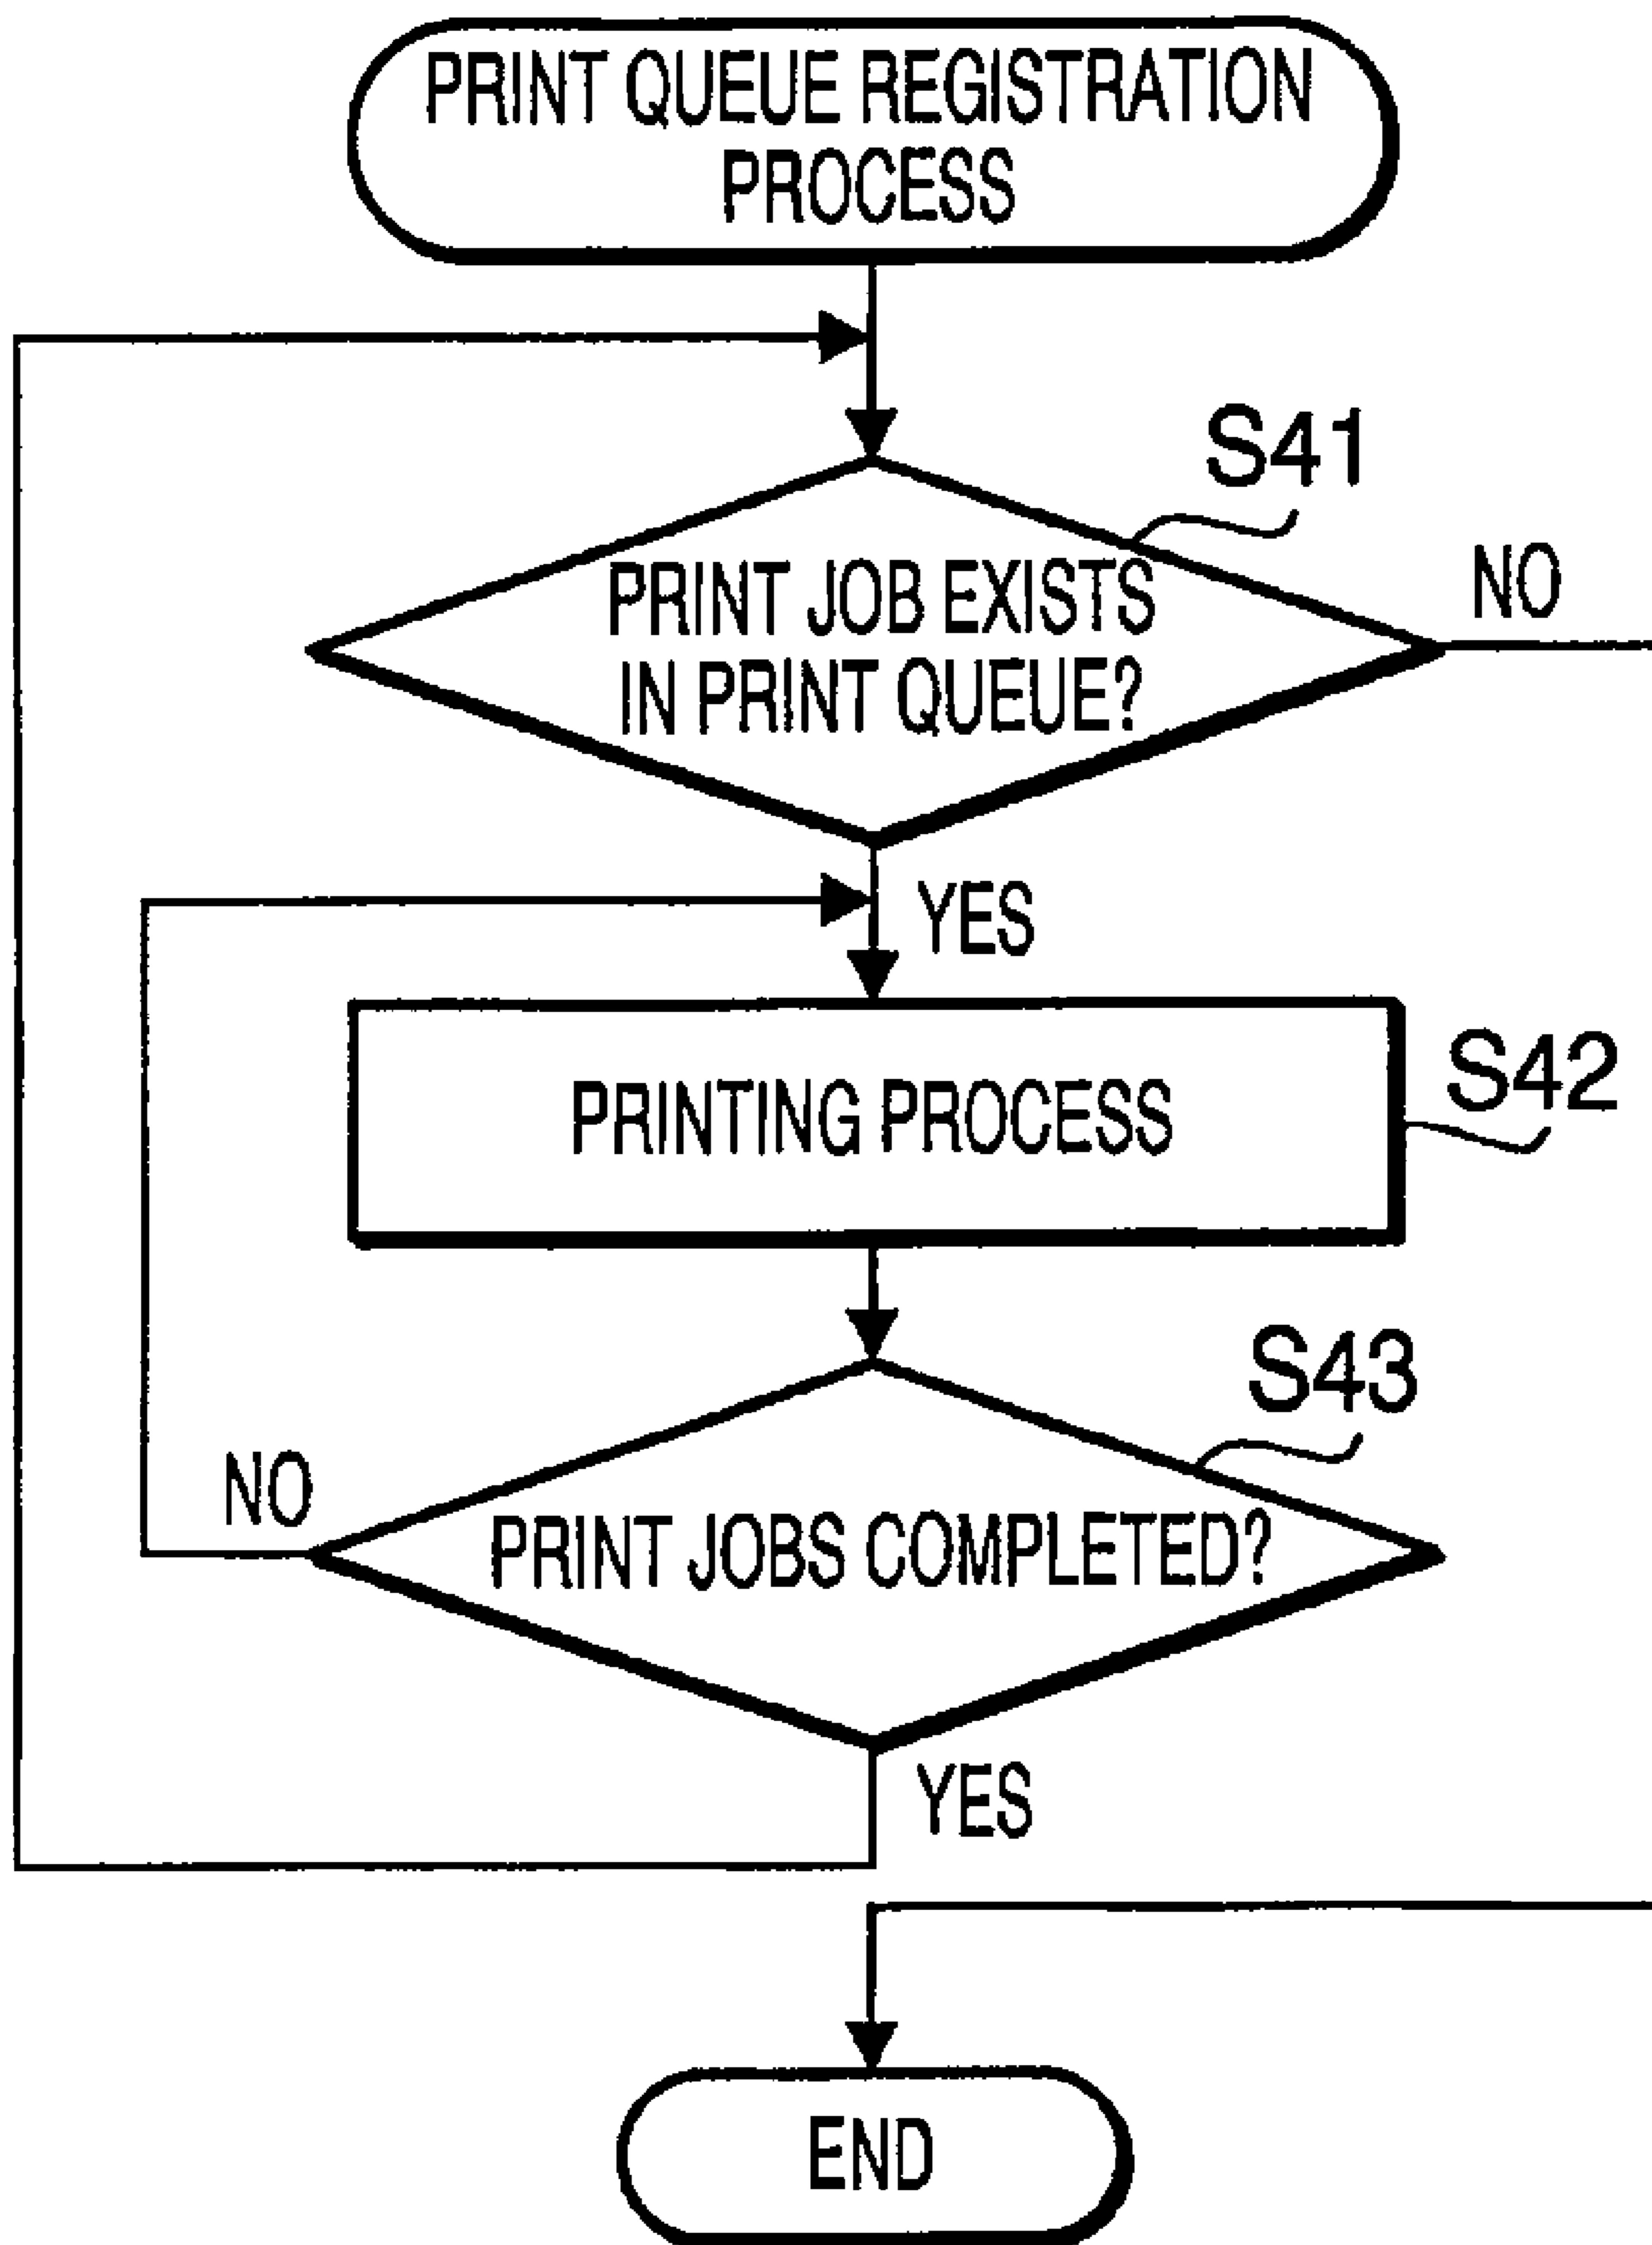 PRINT QUEUE REGISTRATION
PROCESS
S41
PRINT JOB EXISTS
IN PRINT QUEUE?
NO
YES
PRINTING PROCESS
S42
S43
NO
PRINT JOBS COMPLETED?
YES
END